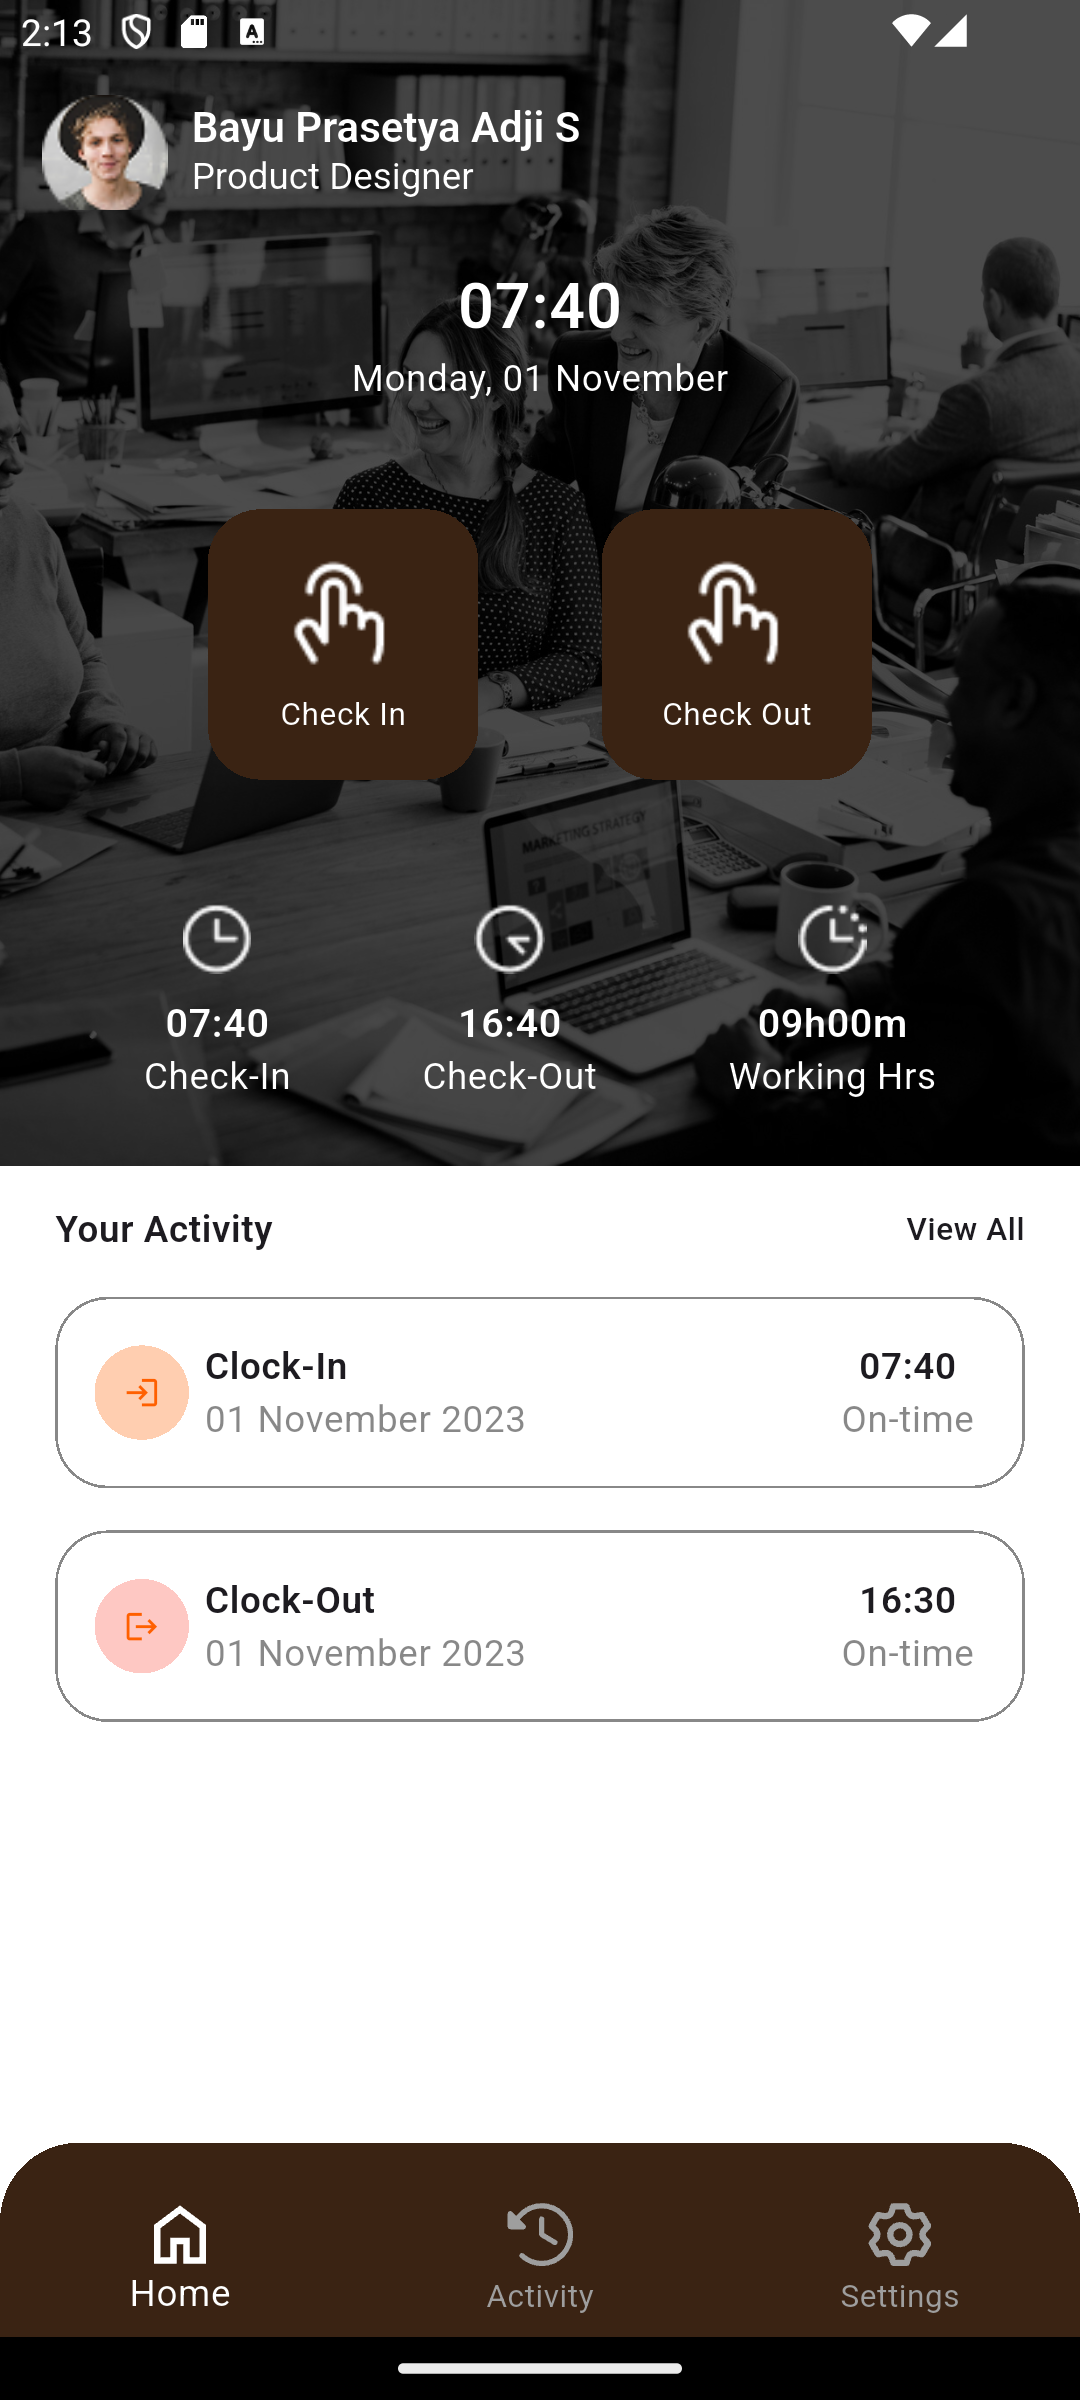 2:13
A
Bayu Prasetya Adji S
Product Designer
07:40
Monday, 01 November
Check In
Check Out
MARKETING STRATEGY
07:40
16:40
09h00m
Check-In
Check-Out
Working Hrs
Your Activity
View All
Clock-In
07:40
01 November 2023
On-time
Clock-Out
16:30
01 November 2023
On-time
Home
Activity
Settings